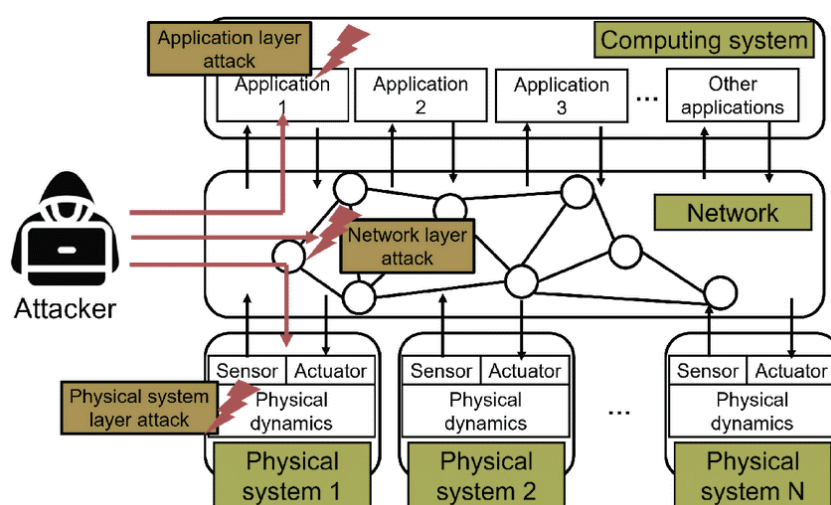 Application layer
attack
Computing system
Application
1
Application
2
Application
3
...
Other
applications
Network
Network layer
attack
Attacker
Sensor
Actuator
Physical
dynamics
Physical system
layer attack
Physical
system 1
Sensor
Actuator
Physical
dynamics
Physical
system 2
...
Sensor
Actuator
Physical
dynamics
Physical
system N